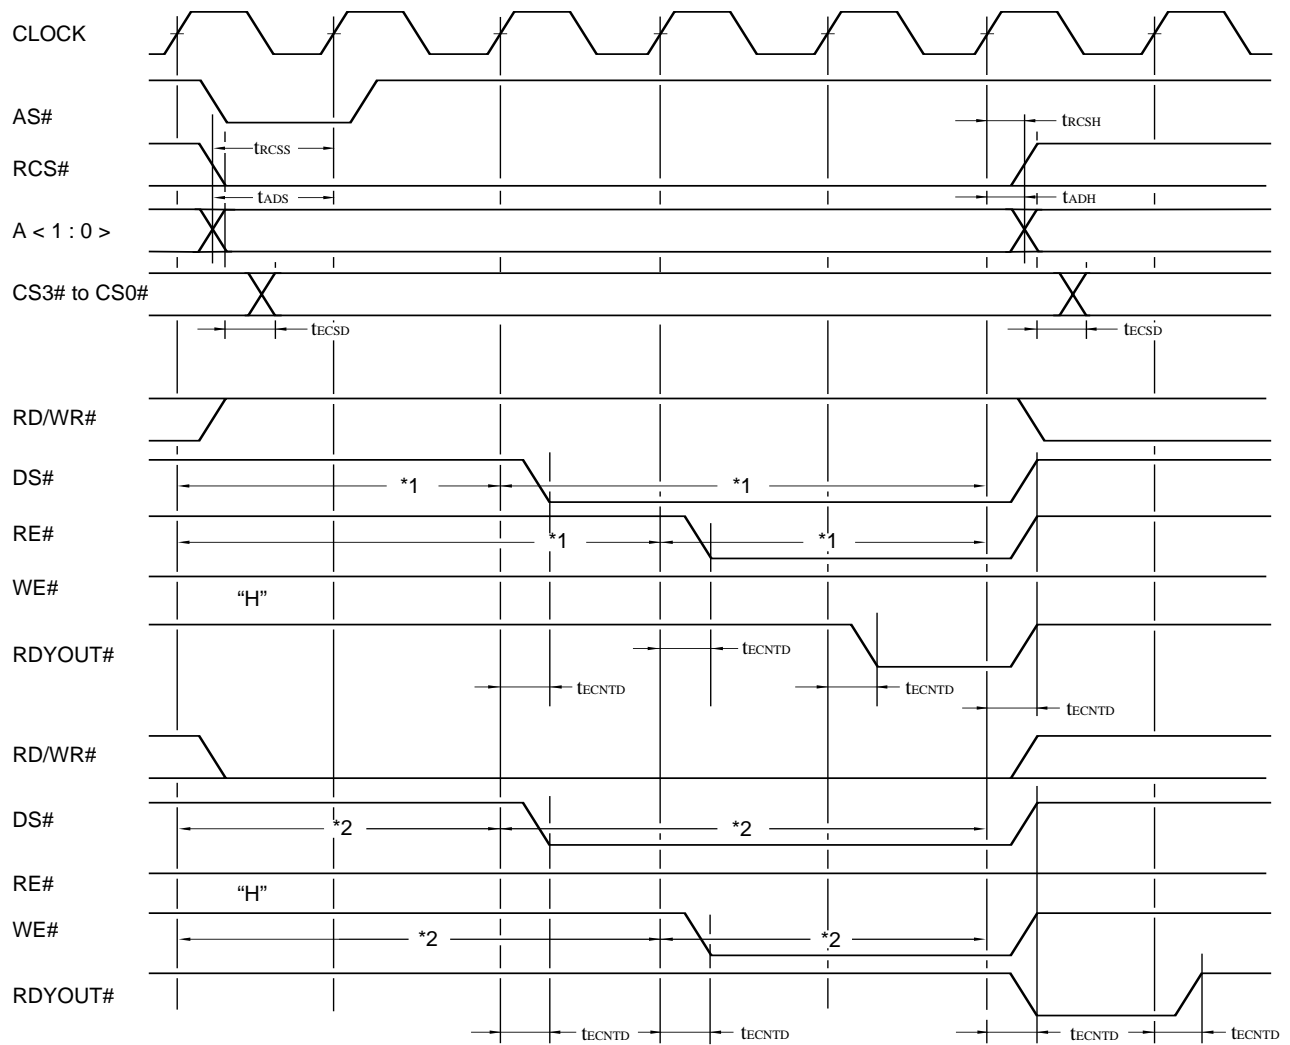 CLOCK
AS#
tRCSH
tRCSS
RCS#
tADS
tADH
A < 1 : 0 >
CS3# to CS0#
tECSD
tECSD
RD/WR#
DS#
*1
*1
RE#
*1
*1
WE#
“H”
RDYOUT#
tECNTD
tECNTD
tECNTD
tECNTD
RD/WR#
DS#
*2
*2
RE#
“H”
WE#
*2
*2
RDYOUT#
tECNTD
tECNTD
tECNTD
tECNTD